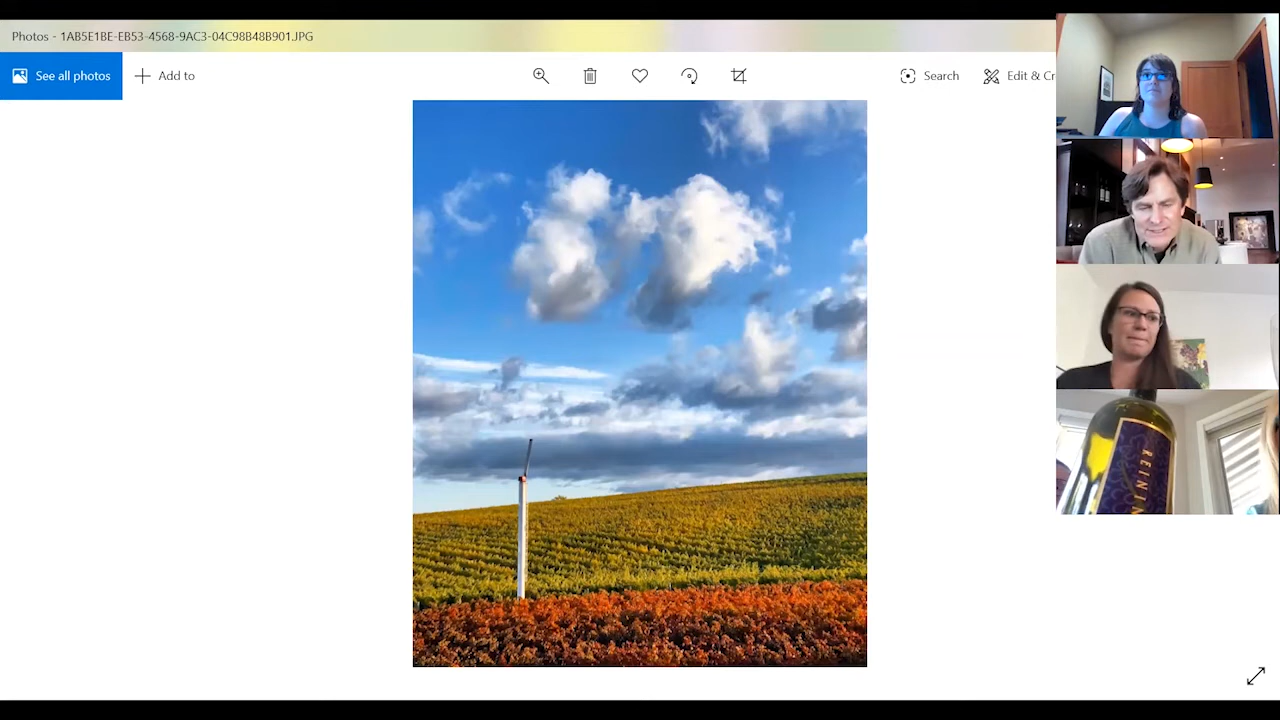 Photos - 1AB5E1BE-EB53-4568-9AC3-04C98B48B901.JPG
See all photos
Add to
Search
Edit & Cr
REININ